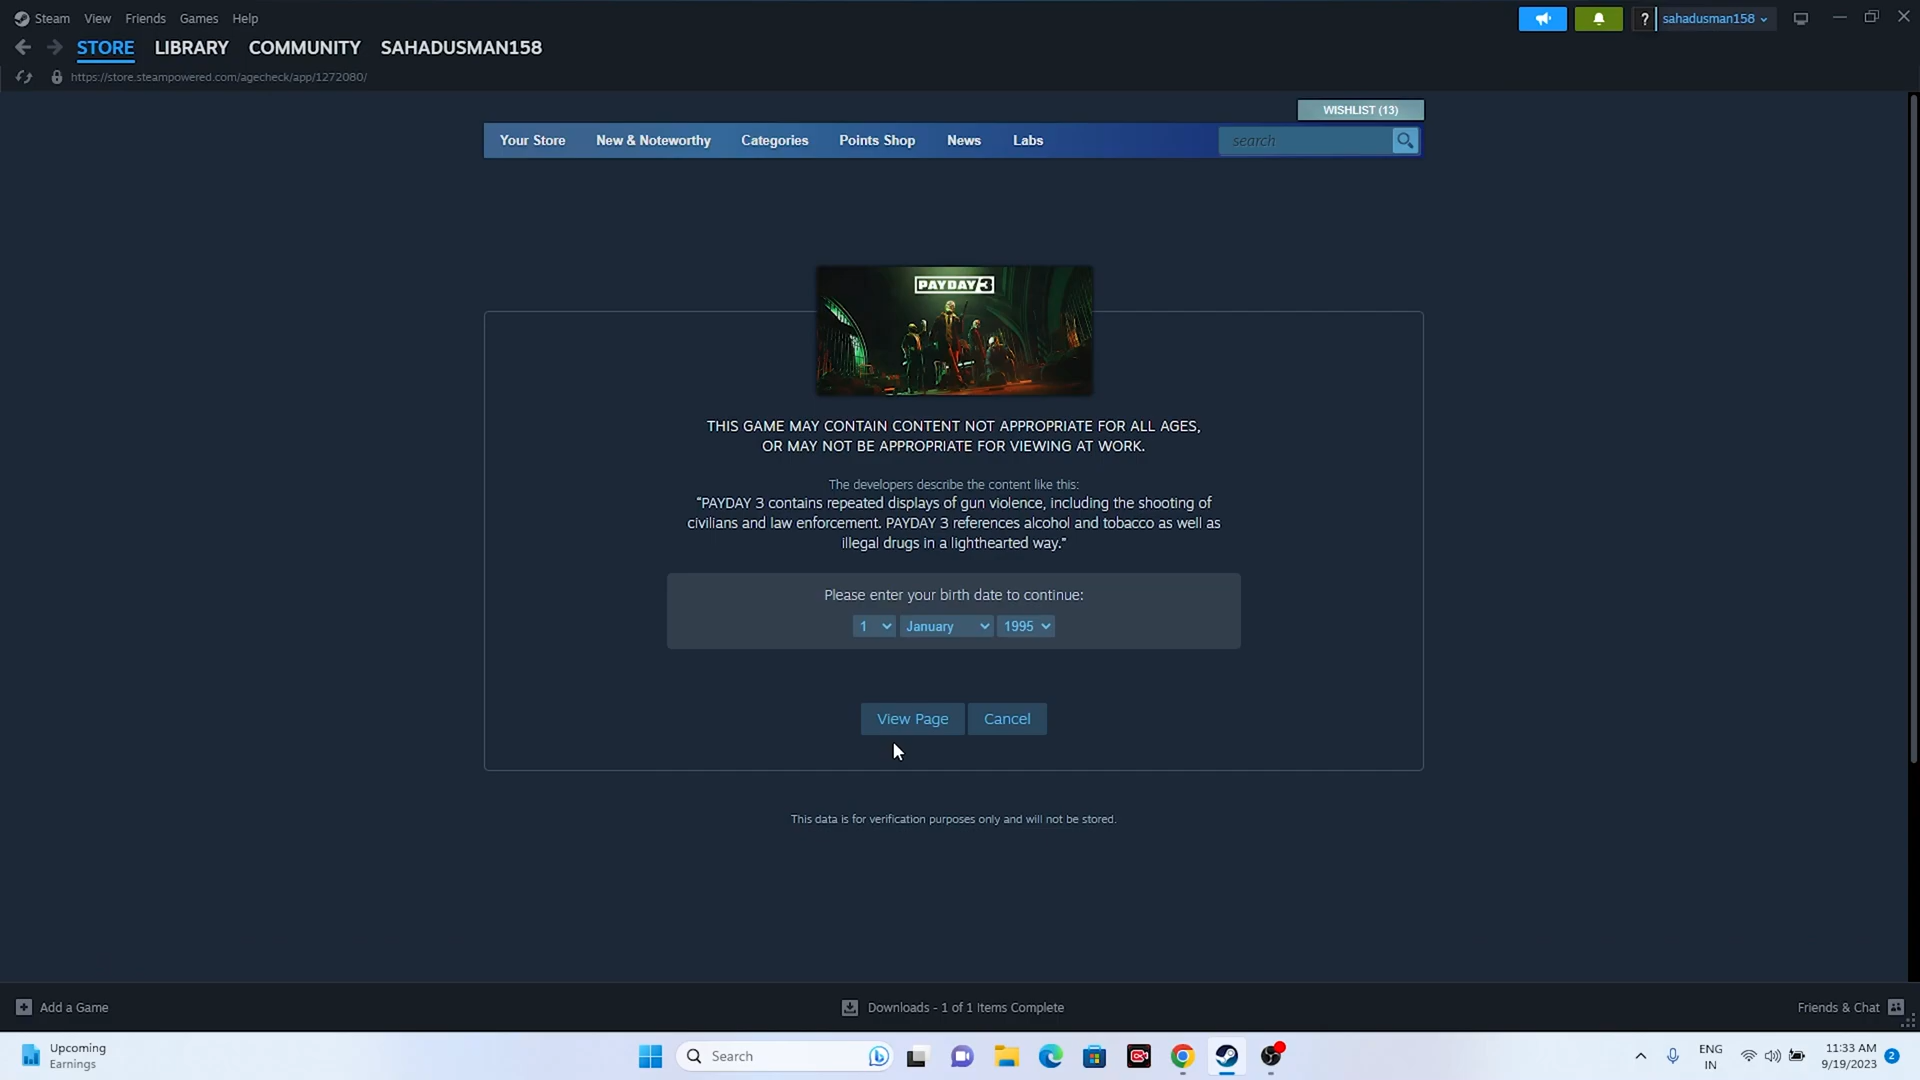 Steam View Friends Games Help
? sahadusman158
STORE LIBRARY COMMUNITY SAHADUSMAN158
https://store.steampowered.com/agecheck/app/1272080/
WISHLIST (13)
Your Store New & Noteworthy Categories Points Shop News Labs search
PAYDAY 3
THIS GAME MAY CONTAIN CONTENT NOT APPROPRIATE FOR ALL AGES,
OR MAY NOT BE APPROPRIATE FOR VIEWING AT WORK.
The developers describe the content like this:
“PAYDAY 3 contains repeated displays of gun violence, including the shooting of
civilians and law enforcement. PAYDAY 3 references alcohol and tobacco as well as
illegal drugs in a lighthearted way.”
Please enter your birth date to continue:
1 January 1995
View Page Cancel
This data is for verification purposes only and will not be stored.
Add a Game Downloads - 1 of 1 Items Complete Friends & Chat
Upcoming
Earnings
Search
ENG
IN
11:33 AM
9/19/2023
2